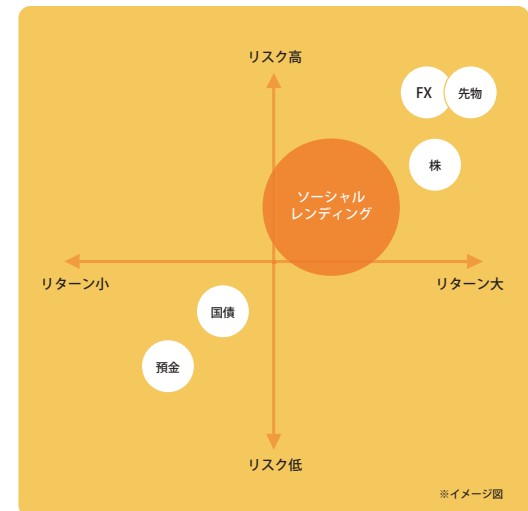 リスク高
FX
先物
株
ソーシャル
レンディング
リターン小
リターン大
国債
預金
リスク低
※イメージ図